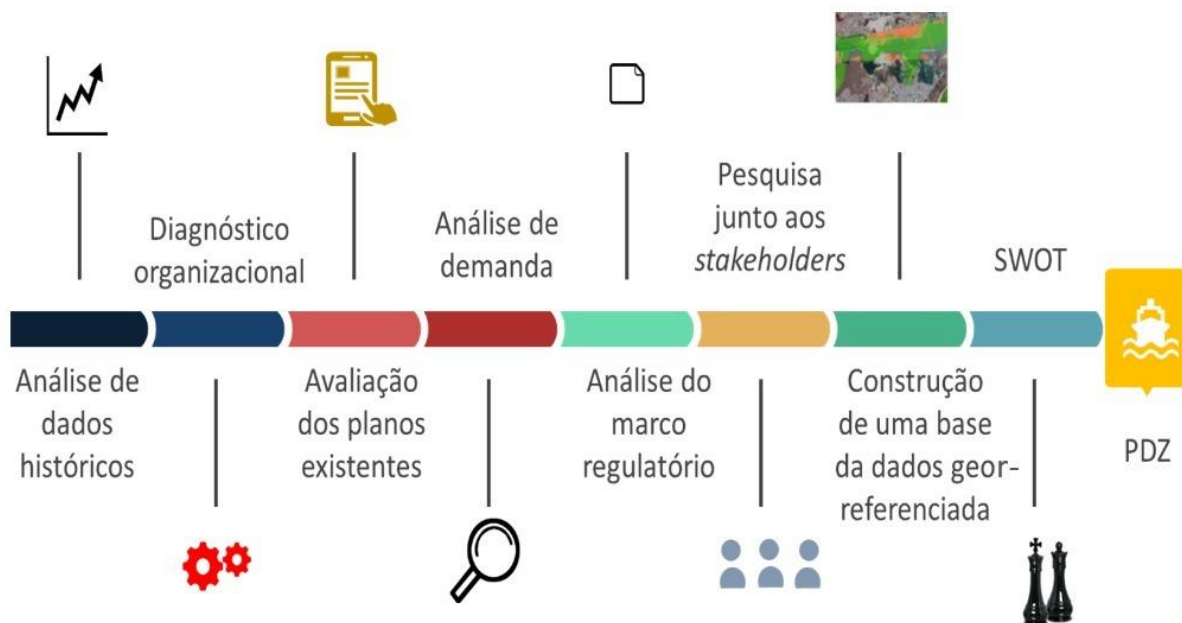 Análise de
dados
históricos
Diagnóstico
organizacional
Avaliação
dos planos
existentes
Análise de
demanda
Análise do
marco
regulatório
Pesquisa
junto aos
stakeholders
Construção
de uma base
da dados geor-
referenciada
SWOT
PDZ